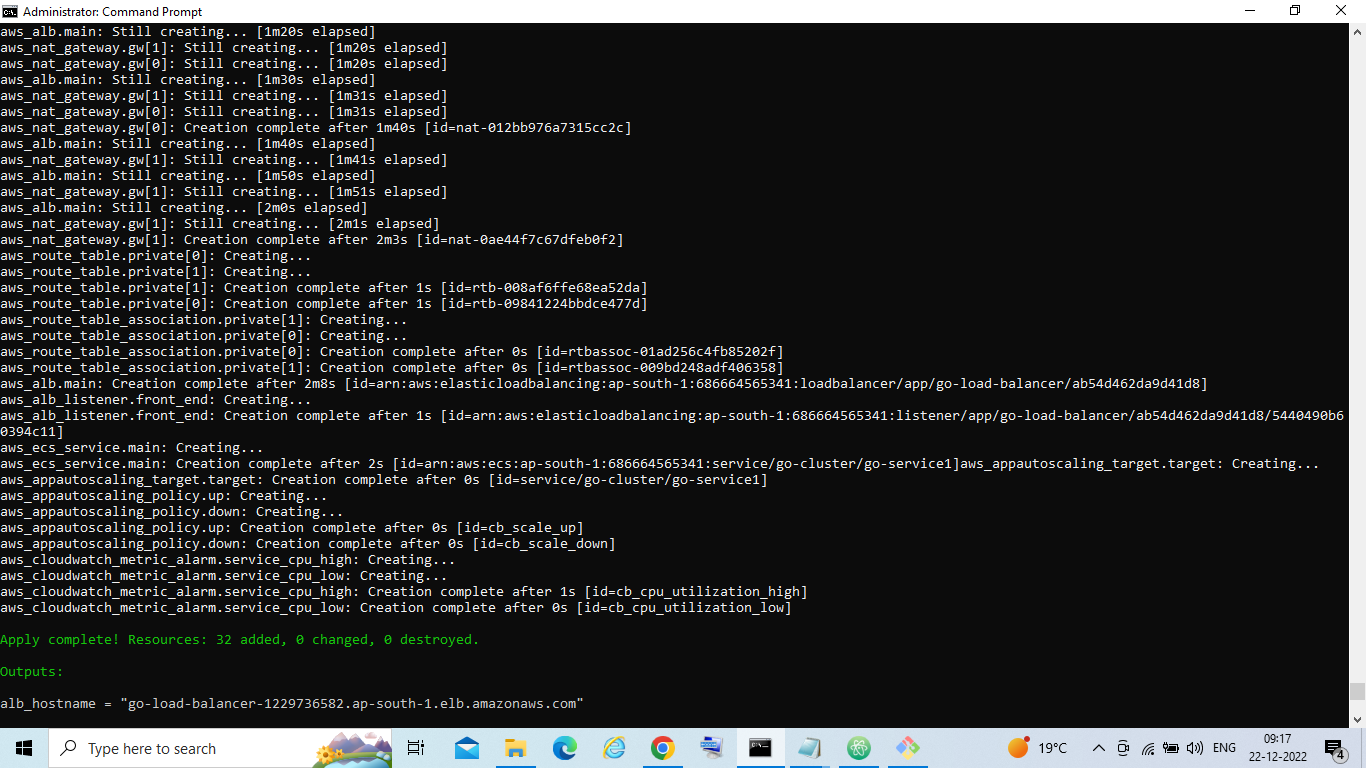 Administrator: Command Prompt
aws_alb.main: Still creating... [1m20s elapsed]
aws_nat_gateway.gw[1]: Still creating... [1m20s elapsed]
aws_nat_gateway.gw[0]: Still creating... [1m20s elapsed]
aws_alb.main: Still creating... [1m30s elapsed]
aws_nat_gateway.gw[1]: Still creating... [1m31s elapsed]
aws_nat_gateway.gw[0]: Still creating... [1m31s elapsed]
aws_nat_gateway.gw[0]: Creation complete after 1m40s [id=nat-012bb976a7315cc2c]
aws_alb.main: Still creating... [1m40s elapsed]
aws_nat_gateway.gw[1]: Still creating... [1m41s elapsed]
aws_alb.main: Still creating... [1m50s elapsed]
aws_nat_gateway.gw[1]: Still creating... [1m51s elapsed]
aws_alb.main: Still creating... [2m0s elapsed]
aws_nat_gateway.gw[1]: Still creating... [2m1s elapsed]
aws_nat_gateway.gw[1]: Creation complete after 2m3s [id=nat-0ae44f7c67dfeb0f2]
aws_route_table.private[0]: Creating...
aws_route_table.private[1]: Creating...
aws_route_table.private[1]: Creation complete after 1s [id=rtb-008af6ffe68ea52da]
aws_route_table.private[0]: Creation complete after 1s [id=rtb-09841224bbdce477d]
aws_route_table_association.private[1]: Creating...
aws_route_table_association.private[0]: Creating...
aws_route_table_association.private[0]: Creation complete after 0s [id=rtbassoc-01ad256c4fb85202f]
aws_route_table_association.private[1]: Creation complete after 0s [id=rtbassoc-009bd248adf406358]
aws_alb.main: Creation complete after 2m8s [id=arn:aws:elasticloadbalancing:ap-south-1:686664565341:loadbalancer/app/go-load-balancer/ab54d462da9d41d8]
aws_alb_listener.front_end: Creating...
aws_alb_listener.front_end: Creation complete after 1s [id=arn:aws:elasticloadbalancing:ap-south-1:686664565341:listener/app/go-load-balancer/ab54d462da9d41d8/5440490b6
0394c11]
aws_ecs_service.main: Creating...
aws_ecs_service.main: Creation complete after 2s [id=arn:aws:ecs:ap-south-1:686664565341:service/go-cluster/go-service1]aws_appautoscaling_target.target: Creating...
aws_appautoscaling_target.target: Creation complete after 0s [id=service/go-cluster/go-service1]
aws_appautoscaling_policy.up: Creating...
aws_appautoscaling_policy.down: Creating...
aws_appautoscaling_policy.up: Creation complete after 0s [id=cb_scale_up]
aws_appautoscaling_policy.down: Creation complete after 0s [id=cb_scale_down]
aws_cloudwatch_metric_alarm.service_cpu_high: Creating...
aws_cloudwatch_metric_alarm.service_cpu_low: Creating...
aws_cloudwatch_metric_alarm.service_cpu_high: Creation complete after 1s [id=cb_cpu_utilization_high]
aws_cloudwatch_metric_alarm.service_cpu_low: Creation complete after 0s [id=cb_cpu_utilization_low]
Apply complete! Resources: 32 added, 0 changed, 0 destroyed.
Outputs:
alb_hostname = "go-load-balancer-1229736582.ap-south-1.elb.amazonaws.com"
Type here to search
19°C
ENG
09:17
22-12-2022
4